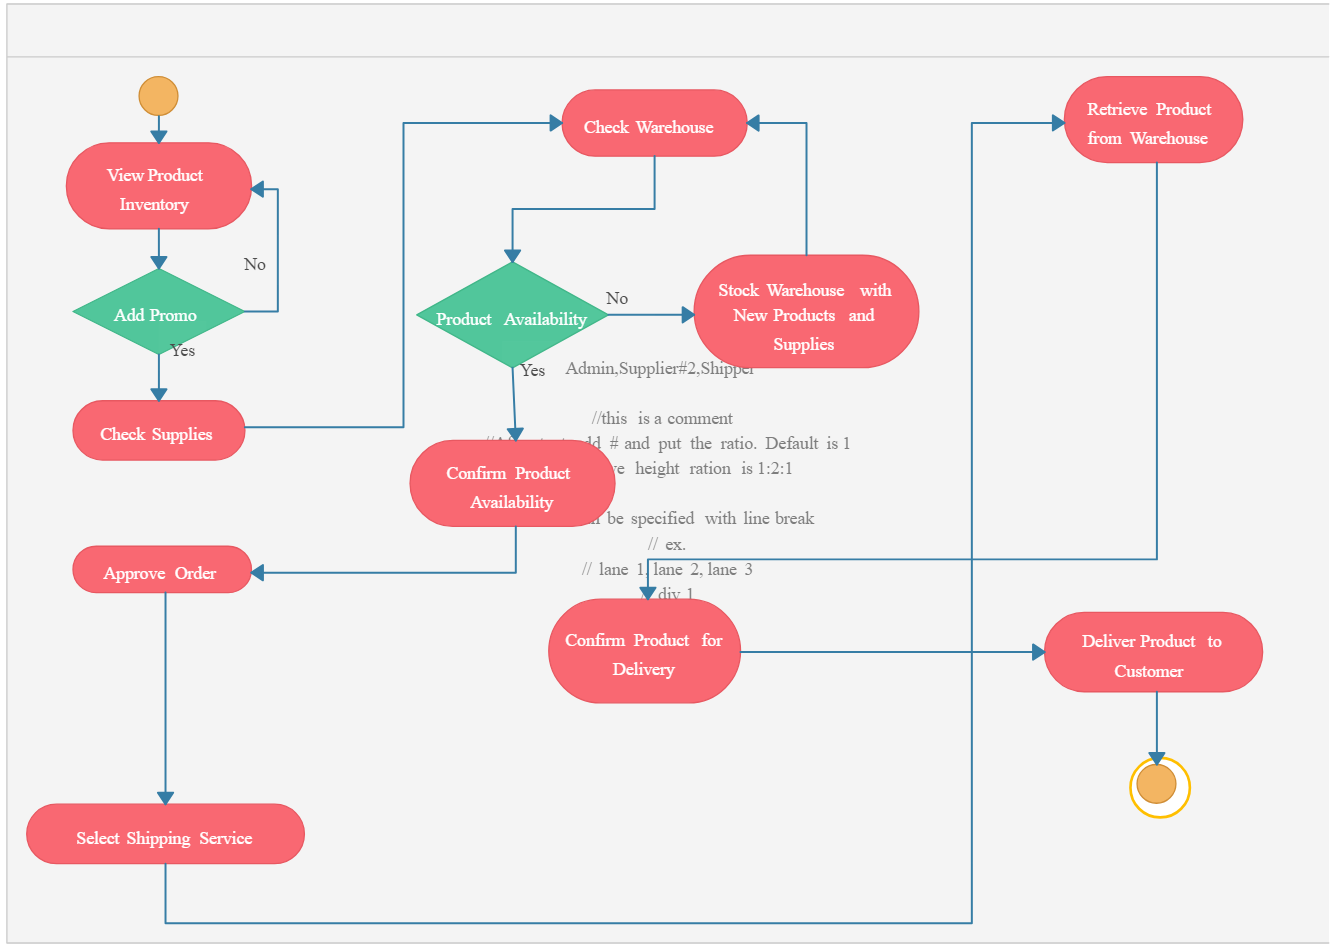 View Product
Inventory
No
Add Promo
Yes
Check Supplies
Check Warehouse
Product Availability
No
Yes
Stock Warehouse with
New Products and
Supplies
Admin,Supplier#2,Shipper
//this is a comment
# and put the ratio. Default is 1
height ration is 1:2:1
be specified with line break
// ex.
// lane 1, lane 2, lane 3
div 1
Confirm Product
Availability
Approve Order
Select Shipping Service
Retrieve Product
from Warehouse
Confirm Product for
Delivery
Deliver Product to
Customer